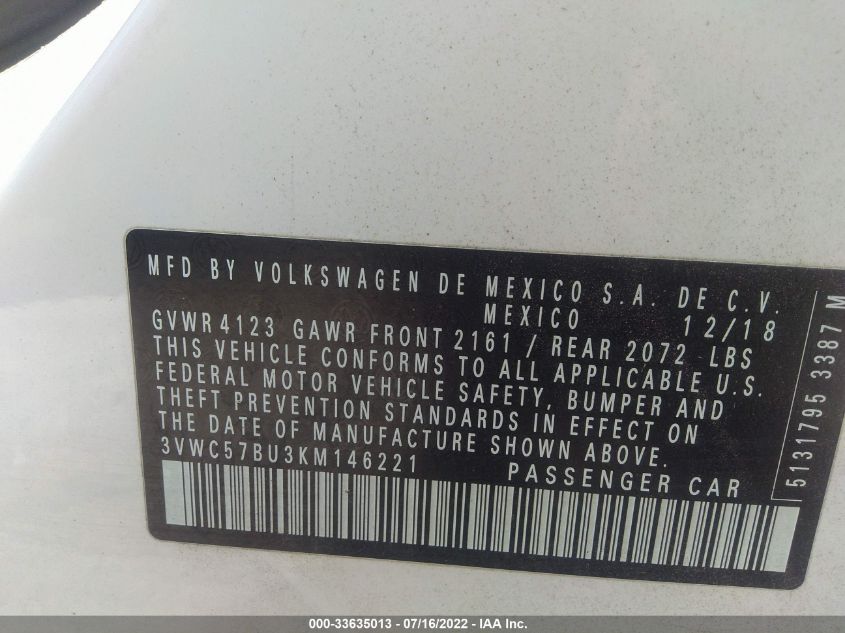 MFD BY VOLKSWAGEN DE MEXICO S.A. DE C.V.
MEXICO 12/18
GVWR 4123 GAWR FRONT 2161 / REAR 2072 LBS
THIS VEHICLE CONFORMS TO ALL APPLICABLE U.S.
FEDERAL MOTOR VEHICLE SAFETY, BUMPER AND
THEFT PREVENTION STANDARDS IN EFFECT ON
THE DATE OF MANUFACTURE SHOWN ABOVE.
3VWC57BU3KM146221 PASSENGER CAR
5131795 3387 M
000-33635013 - 07/16/2022 - © IAA, Inc.